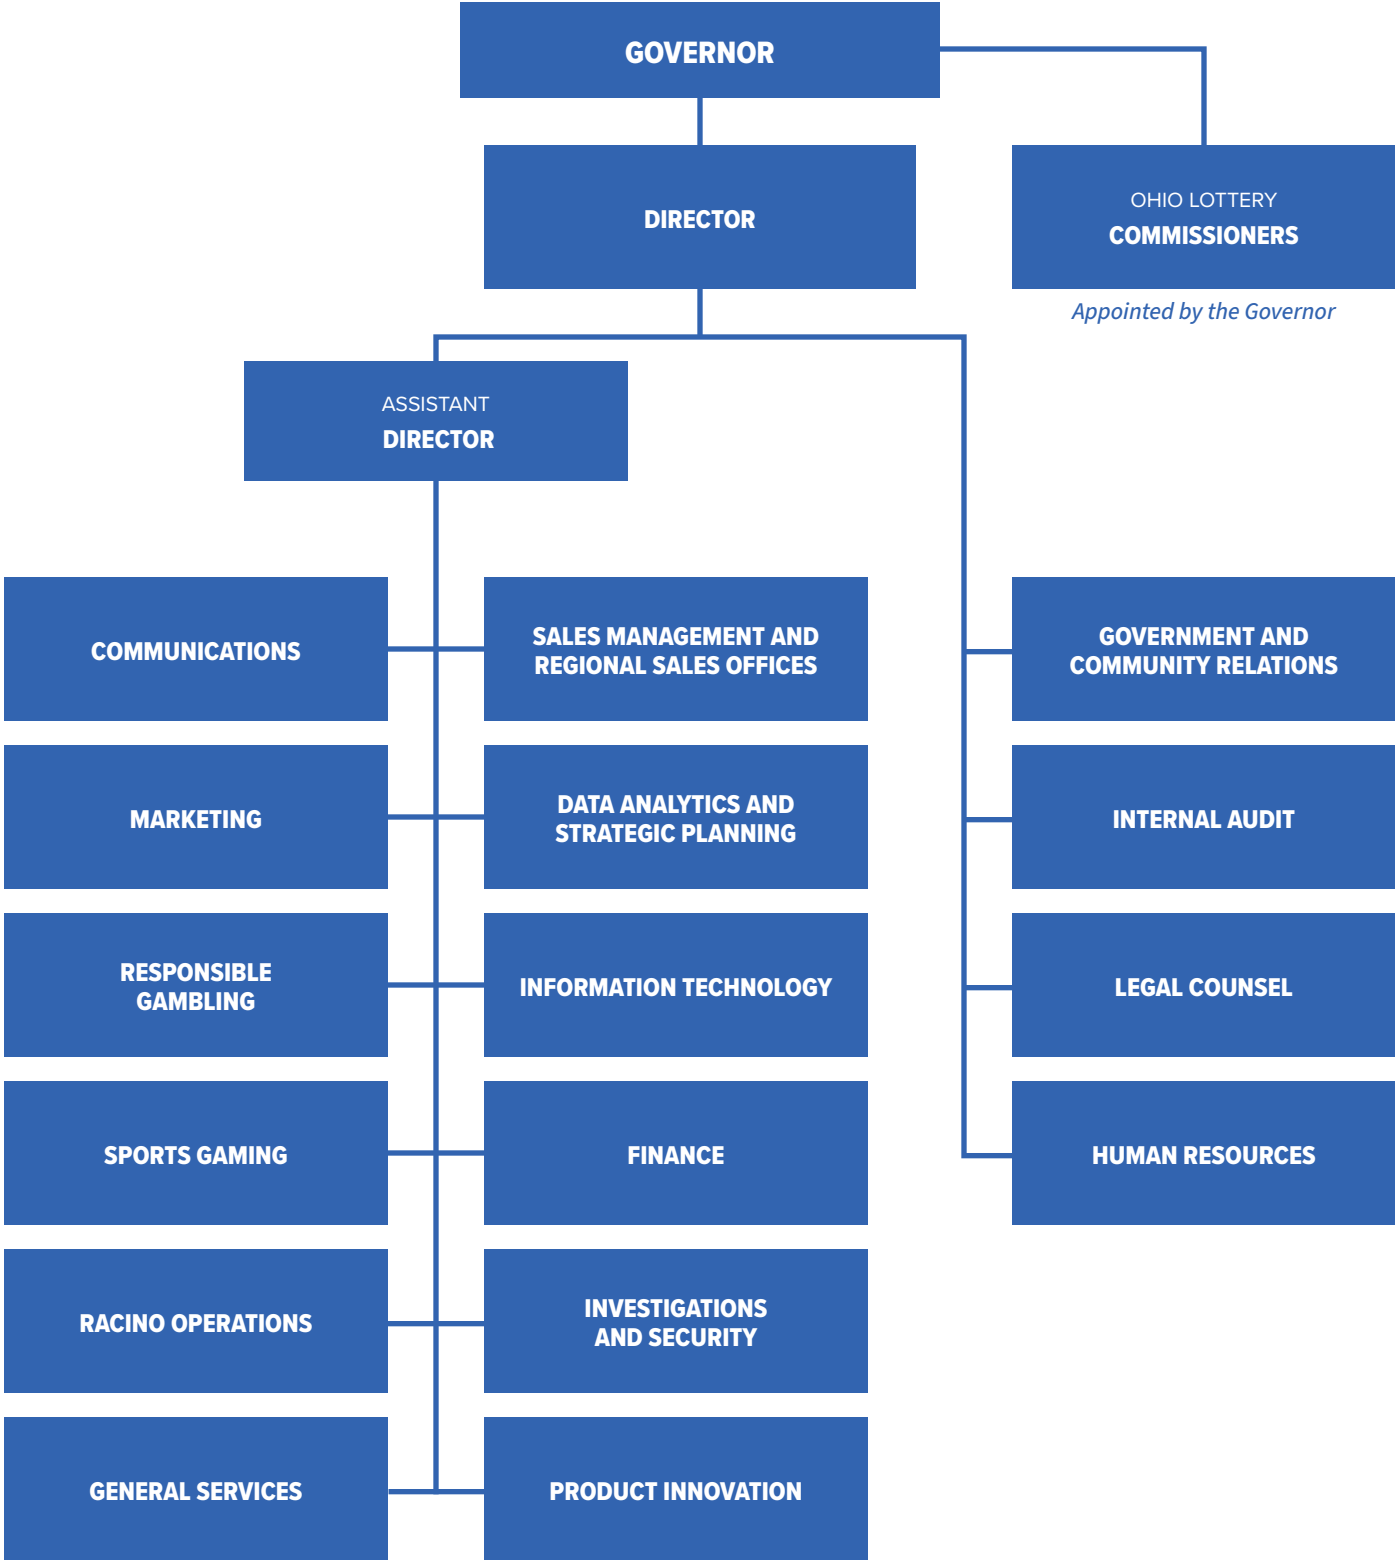 GOVERNOR
DIRECTOR
OHIO LOTTERY
COMMISSIONERS
Appointed by the Governor
ASSISTANT
DIRECTOR
COMMUNICATIONS
SALES MANAGEMENT AND
REGIONAL SALES OFFICES
GOVERNMENT AND
COMMUNITY RELATIONS
MARKETING
DATA ANALYTICS AND
STRATEGIC PLANNING
INTERNAL AUDIT
RESPONSIBLE
GAMBLING
INFORMATION TECHNOLOGY
LEGAL COUNSEL
SPORTS GAMING
FINANCE
HUMAN RESOURCES
RACINO OPERATIONS
INVESTIGATIONS
AND SECURITY
GENERAL SERVICES
PRODUCT INNOVATION